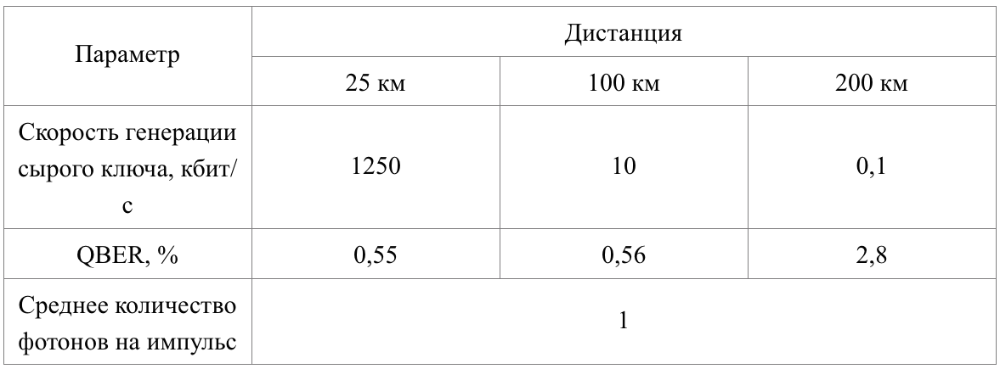 Параметр
Дистанция
25 км
100 км
200 км
Скорость генерации
сырого ключа, кбит/
с
1250
10
0,1
QBER, %
0,55
0,56
2,8
Среднее количество
фотонов на импульс
1